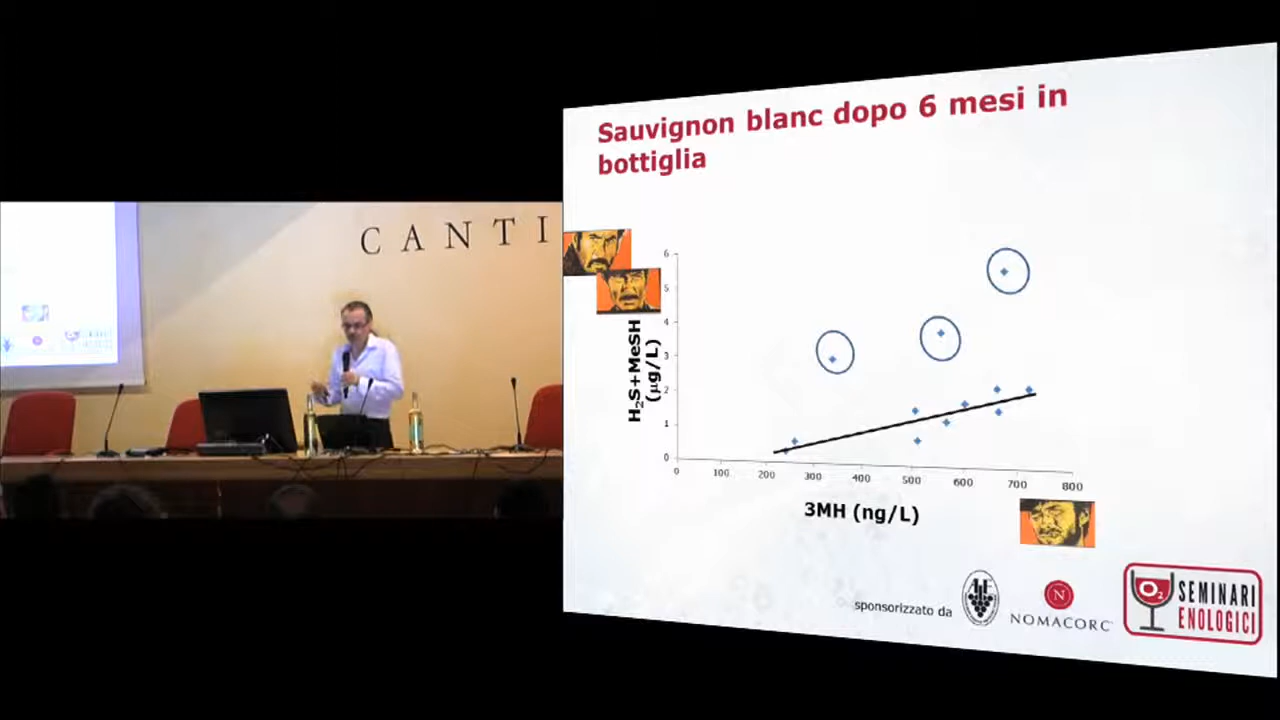 Sauvignon blanc dopo 6 mesi in
bottiglia
CANTI
6
5
4
3
2
1
0
H₂S+MeSH
(µg/L)
0 100 200 300 400 500 600 700 800
3MH (ng/L)
sponsorizzato da
N
NOMACORC
O₂
SEMINARI
ENOLOGICI